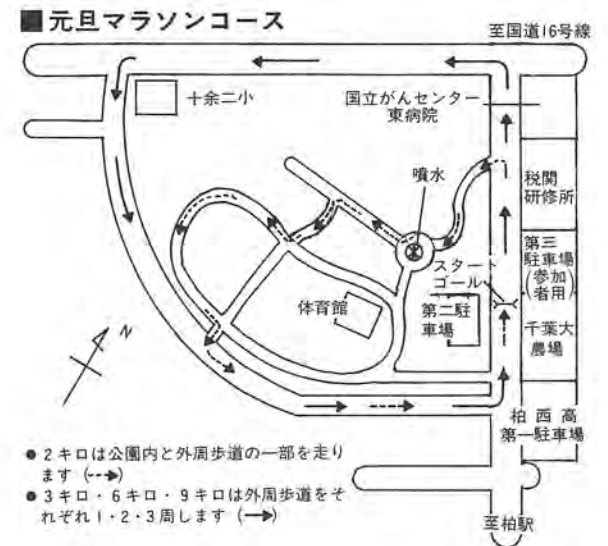 ■元旦マラソンコース
至国道16号線
十余二小
国立がんセンター
東病院
噴水
税関
研修所
第三
駐車場
(参加
者用)
スタート
ゴール
体育館
第二駐
車場
千葉大
農場
N
柏西高
第一駐車場
●2キロは公園内と外周歩道の一部を走り
ます(--→)
●3キロ・6キロ・9キロは外周歩道をそ
れぞれ1・2・3周します(→)
至柏駅